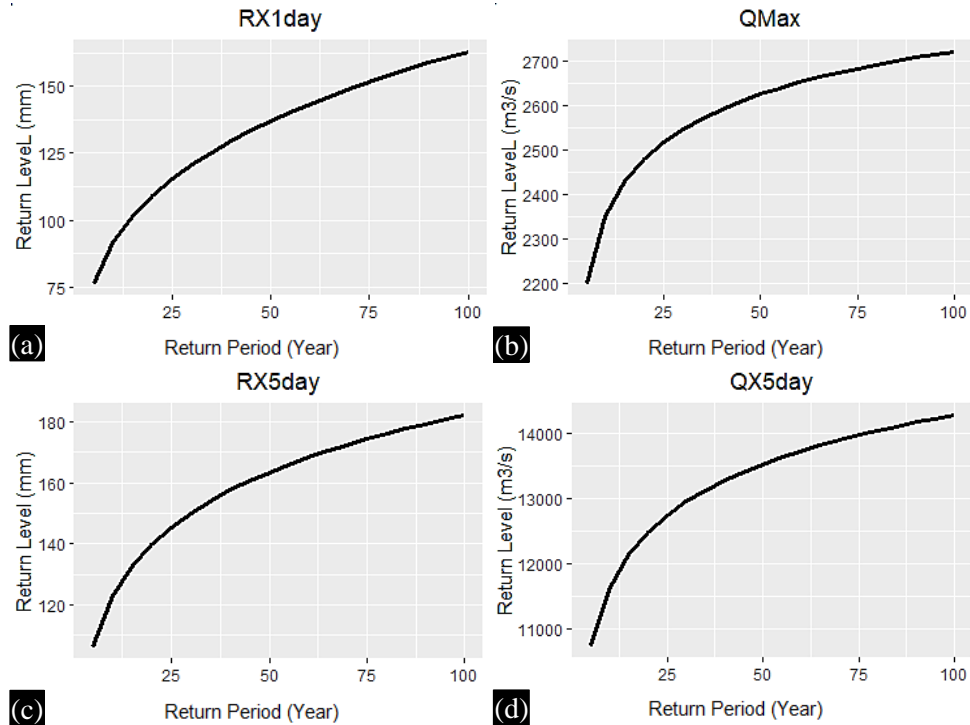 RX1day
Return LeveL (mm)
150
125
100
75
25
50
75
100
Return Period (Year)
(a)
QMax
Return LeveL (m3/s)
2700
2600
2500
2400
2300
2200
25
50
75
100
Return Period (Year)
(b)
RX5day
Return Level (mm)
180
160
140
120
25
50
75
100
Return Period (Year)
(c)
QX5day
Return Level (m3/s)
14000
13000
12000
11000
25
50
75
100
Return Period (Year)
(d)